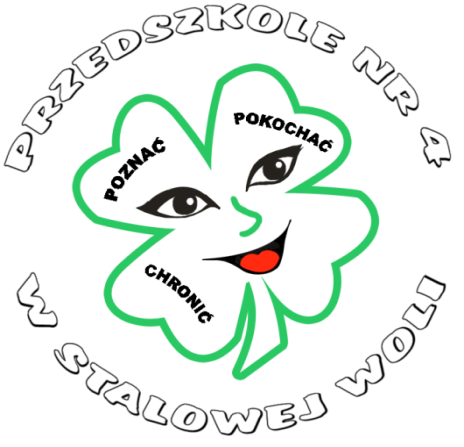 PRZEDSZKOLE NR 4
POZNAĆ
POKOCHAĆ
CHRONIĆ
W STALOWEJ WOLI